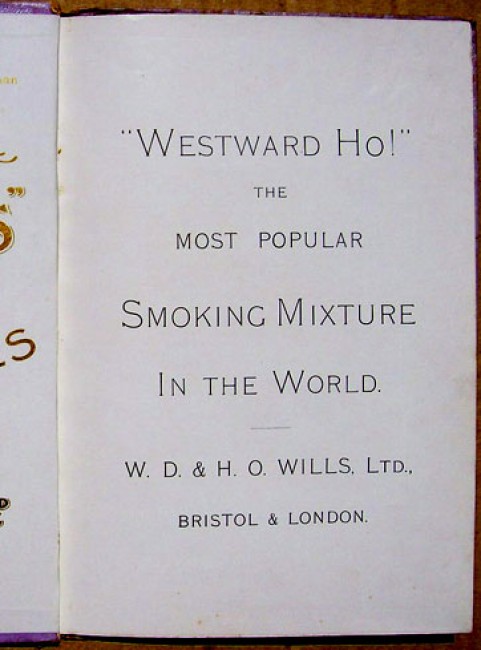 "WESTWARD HO!"
THE
MOST POPULAR
SMOKING MIXTURE
IN THE WORLD.
W. D. & H. O. WILLS, LTD.,
BRISTOL & LONDON.